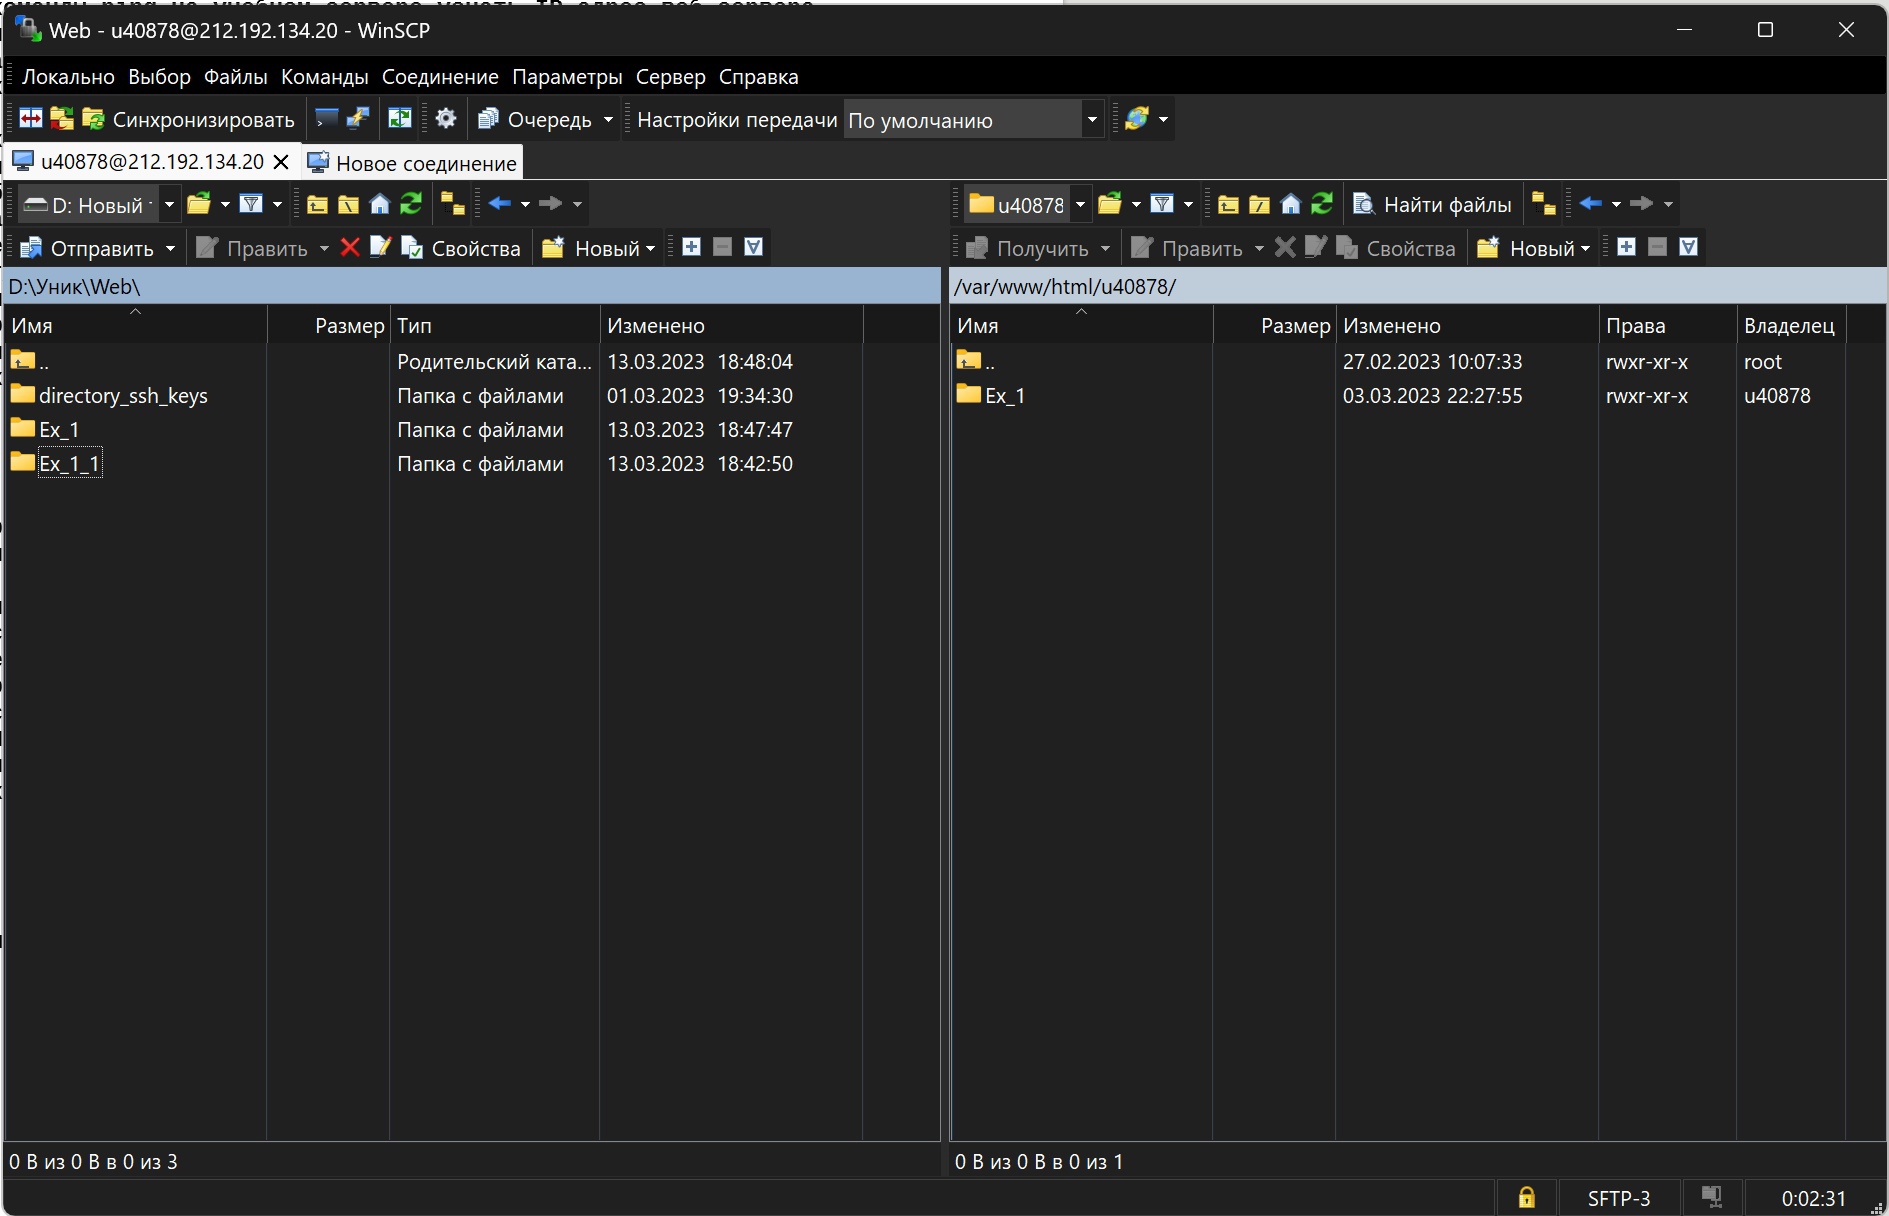 Web - u40878@212.192.134.20 - WinSCP
Локально Выбор Файлы Команды Соединение Параметры Сервер Справка
Синхронизировать Очередь Настройки передачи По умолчанию
u40878@212.192.134.20 Новое соединение
D: Новый
Отправить Править Свойства Новый
D:\Уник\Web\
Имя Размер Тип Изменено
.. Родительский ката... 13.03.2023 18:48:04
directory_ssh_keys Папка с файлами 01.03.2023 19:34:30
Ex_1 Папка с файлами 13.03.2023 18:47:47
Ex_1_1 Папка с файлами 13.03.2023 18:42:50
0 B из 0 B в 0 из 3
u40878 Найти файлы
Получить Править Свойства Новый
/var/www/html/u40878/
Имя Размер Изменено Права Владелец
.. 27.02.2023 10:07:33 rwxr-xr-x root
Ex_1 03.03.2023 22:27:55 rwxr-xr-x u40878
0 B из 0 B в 0 из 1
SFTP-3 0:02:31